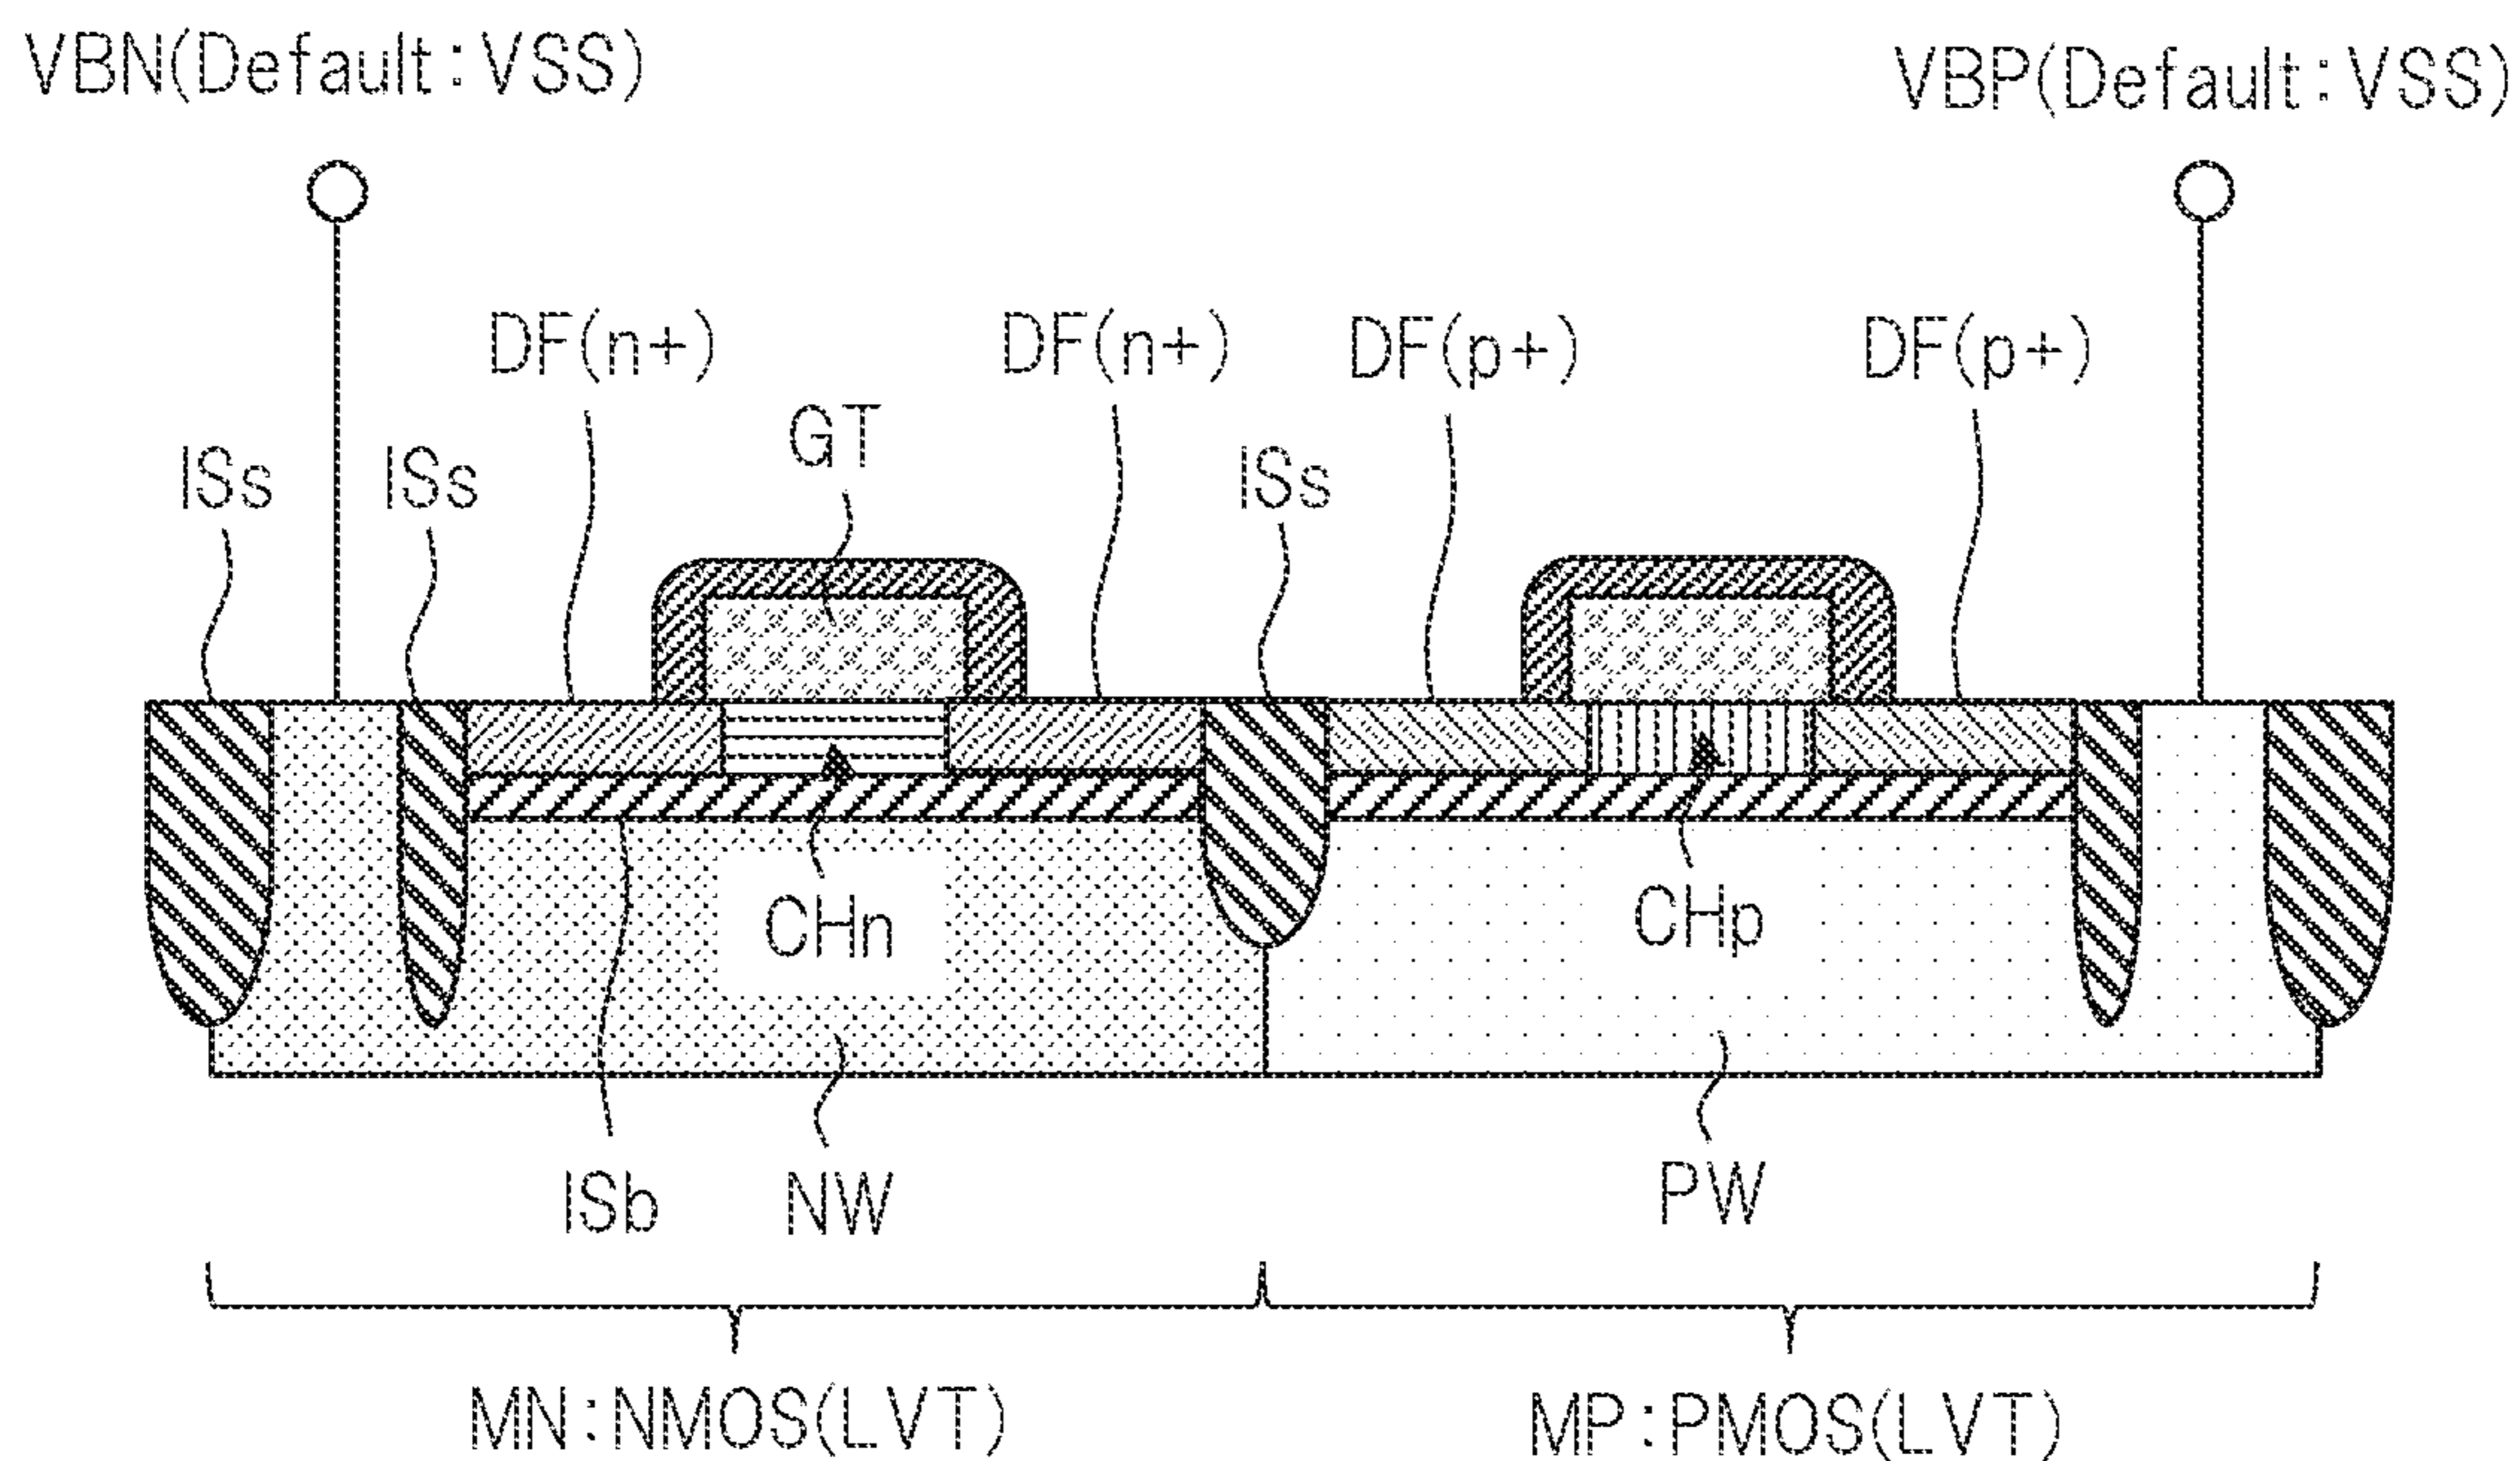 VBN(Default:VSS)
VBP(Default:VSS)
DF(n+)
DF(n+)
DF(p+)
DF(p+)
GT
ISs
ISs
ISs
CHn
CHp
ISb
NW
PW
MN:NMOS(LVT)
MP:PMOS(LVT)